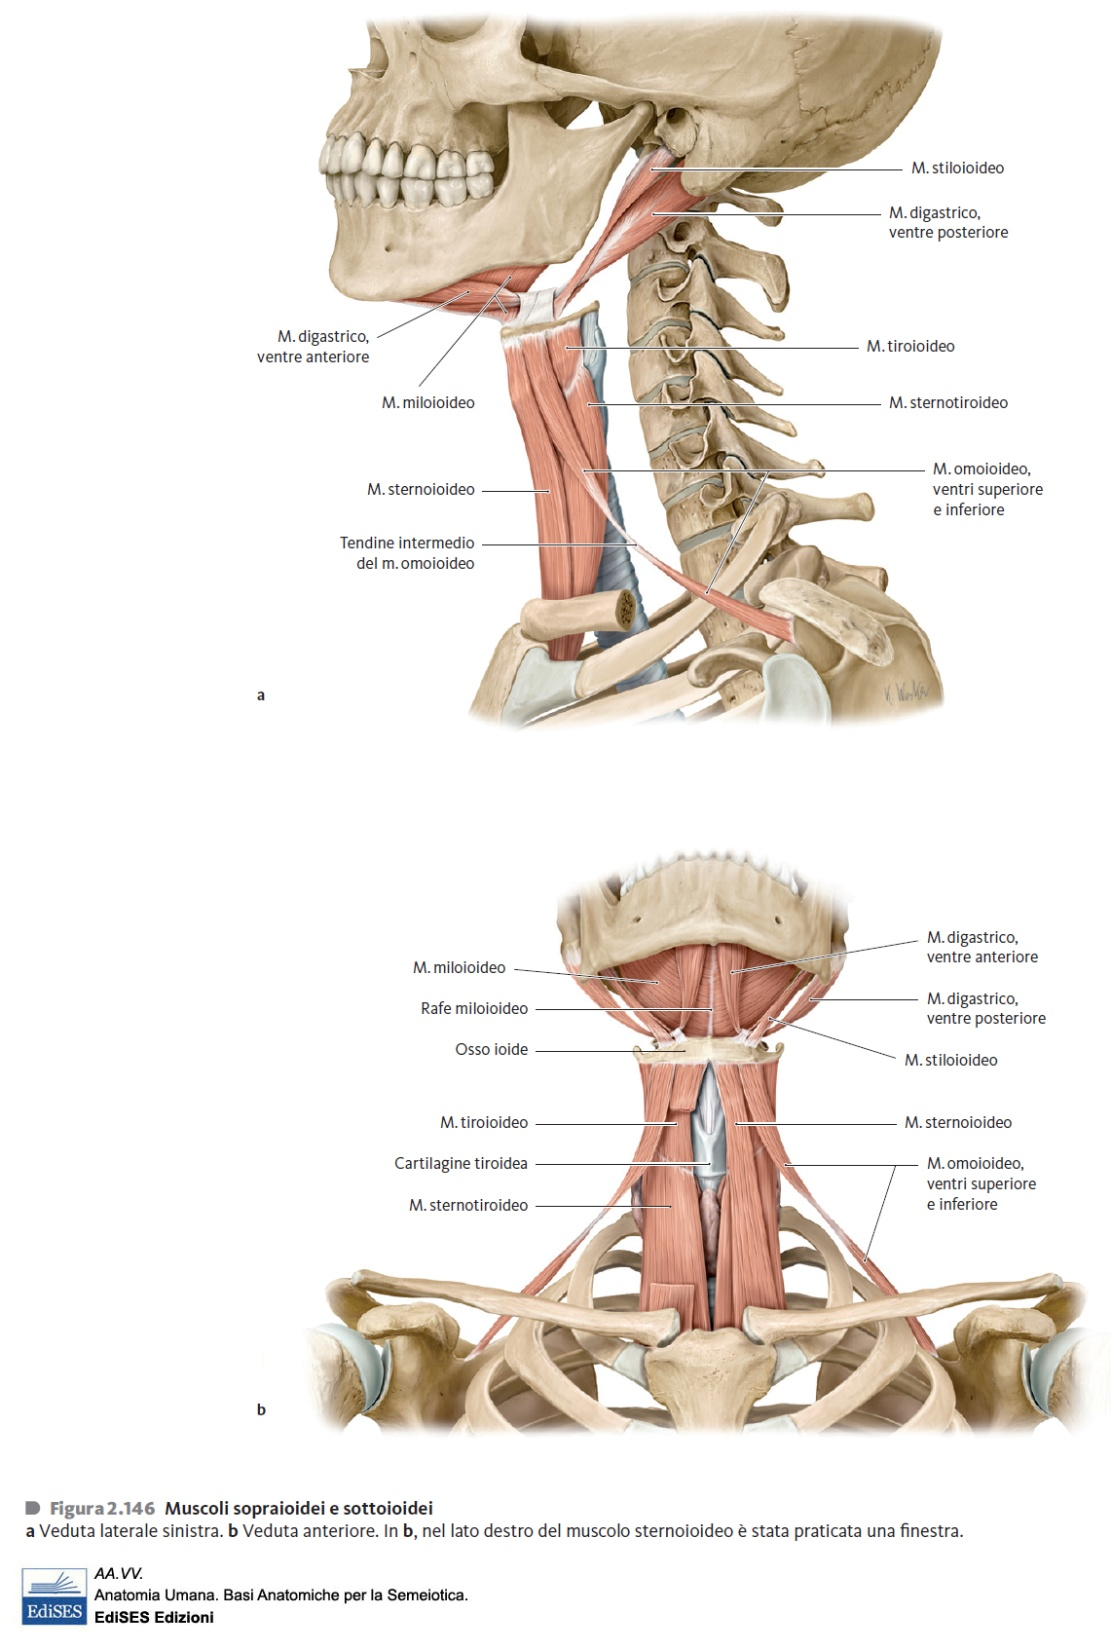 M. stiloioideo
M. digastrico,
ventre posteriore
M. digastrico,
ventre anteriore
M. tiroioideo
M. miloioideo
M. sternotiroideo
M. sternoioideo
M. omoioideo,
ventri superiore
e inferiore
Tendine intermedio
del m. omoioideo
a
M. digastrico,
ventre anteriore
M. miloioideo
M. digastrico,
ventre posteriore
Rafe miloioideo
Osso ioide
M. stiloioideo
M. tiroioideo
M. sternoioideo
Cartilagine tiroidea
M. omoioideo,
ventri superiore
e inferiore
M. sternotiroideo
b
Figura 2.146 Muscoli sopraioidei e sottoioidei
a Veduta laterale sinistra. b Veduta anteriore. In b, nel lato destro del muscolo sternoioideo è stata praticata una finestra.
AA.VV.
Anatomia Umana. Basi Anatomiche per la Semeiotica.
EdiSES
EdiSES Edizioni